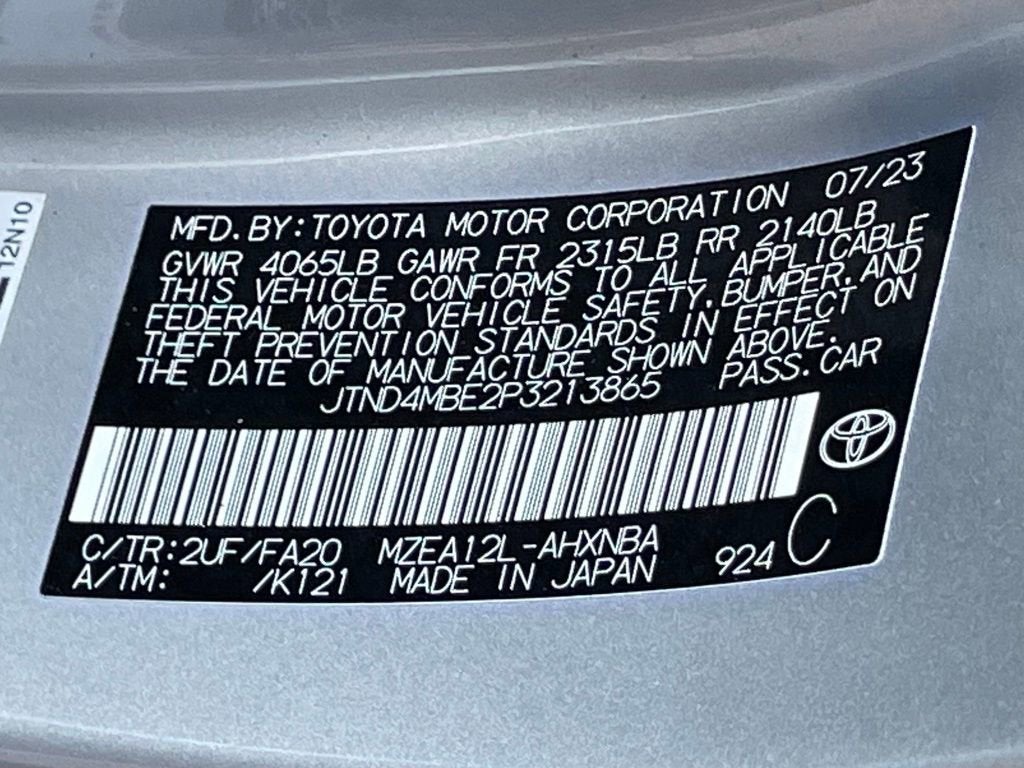 12N10
MFD.BY:TOYOTA MOTOR CORPORATION 07/23
GVWR 4065LB GAWR FR 2315LB RR 2140LB
THIS VEHICLE CONFORMS TO ALL APPLICABLE
FEDERAL MOTOR VEHICLE SAFETY,BUMPER,AND
THEFT PREVENTION STANDARDS IN EFFECT ON
THE DATE OF MANUFACTURE SHOWN ABOVE.
JTND4MBE2P3213865 PASS.CAR
C/TR:2UF/FA20 MZEA12L-AHXNBA
A/TM: /K121 MADE IN JAPAN 924 C